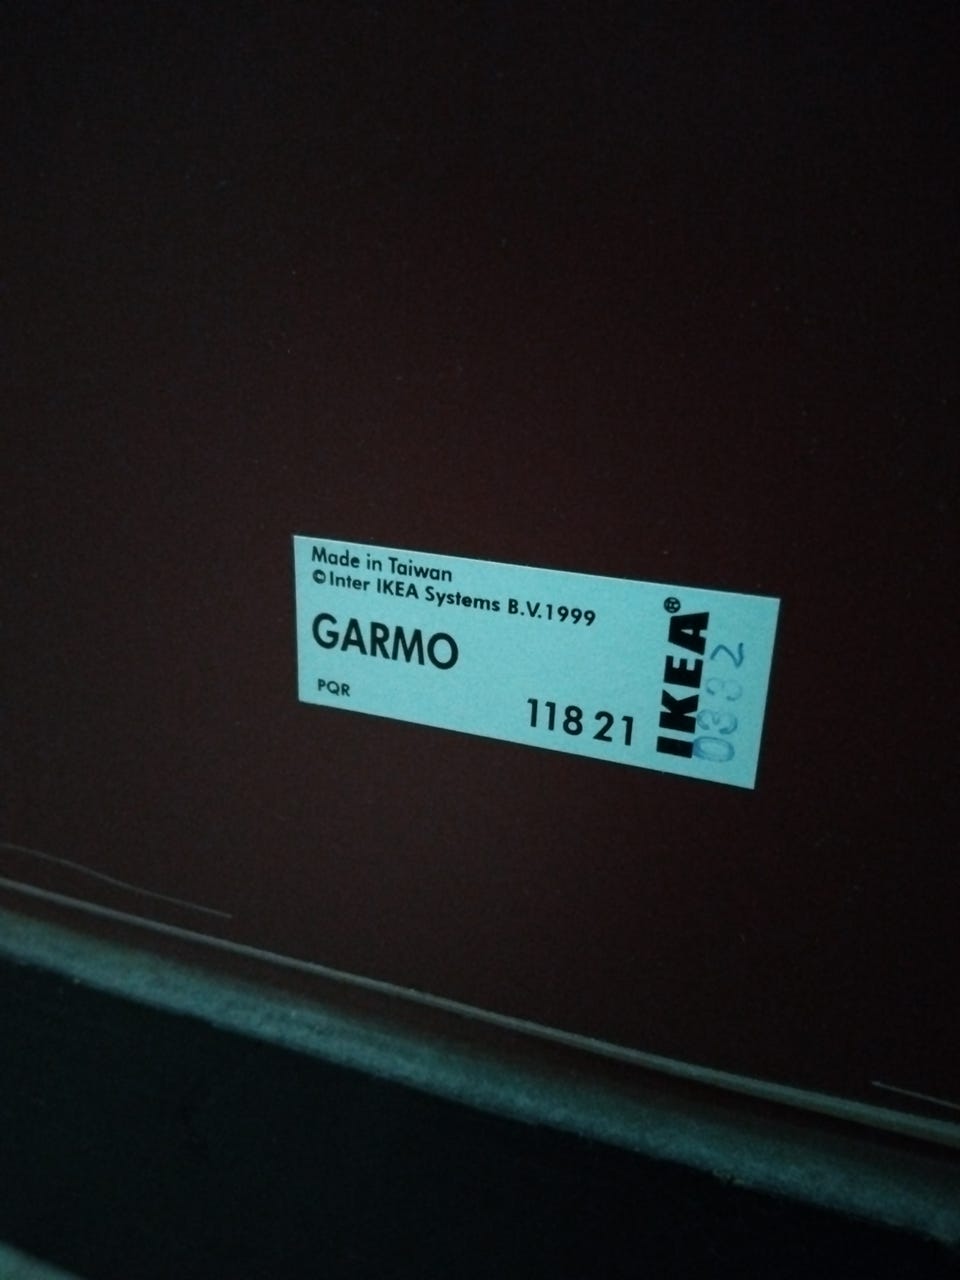 Made in Taiwan
©Inter IKEA Systems B.V.1999
GARMO
PQR
118 21
IKEA®
0332